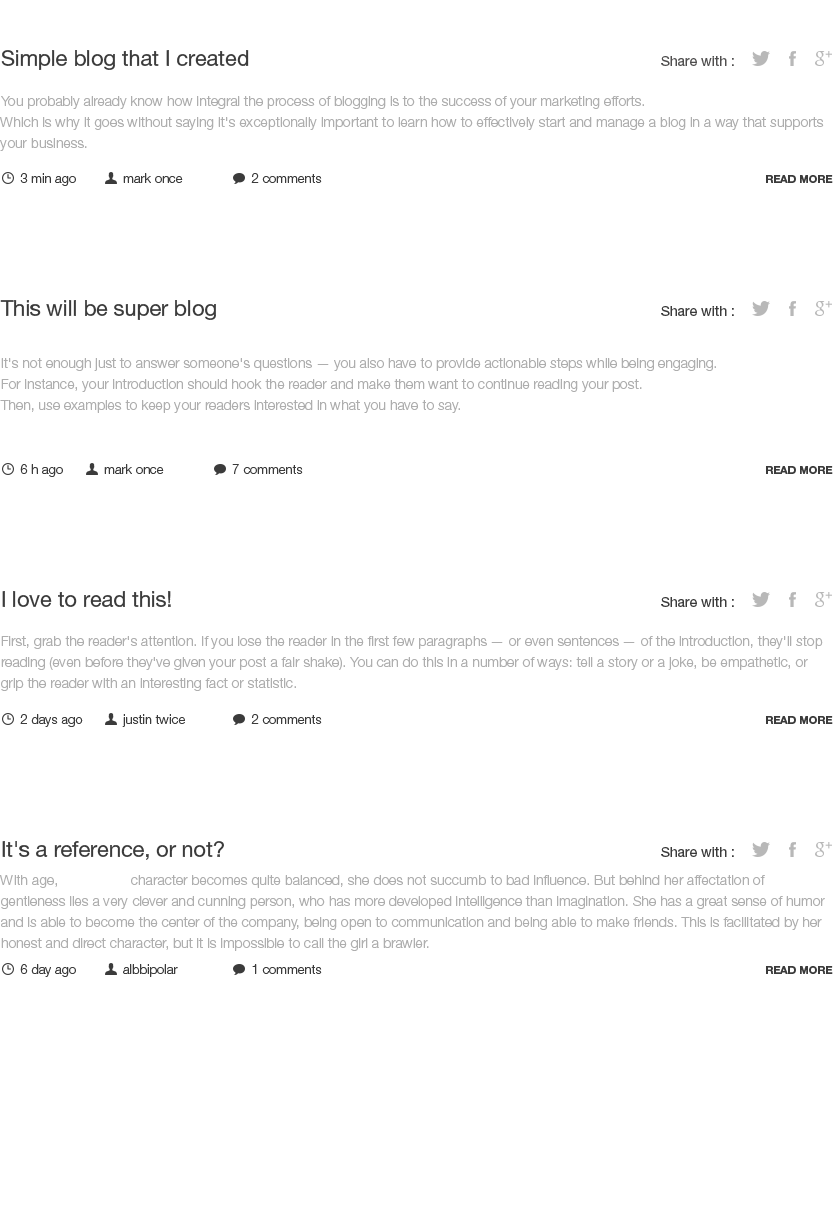 Simple blog that I created
Share with :
You probably already know how integral the process of blogging is to the success of your marketing efforts.
Which is why it goes without saying it's exceptionally important to learn how to effectively start and manage a blog in a way that supports
your business.
3 min ago mark once 2 comments READ MORE
This will be super blog
Share with :
It's not enough just to answer someone's questions — you also have to provide actionable steps while being engaging.
For instance, your introduction should hook the reader and make them want to continue reading your post.
Then, use examples to keep your readers interested in what you have to say.
6 h ago mark once 7 comments READ MORE
I love to read this!
Share with :
First, grab the reader's attention. If you lose the reader in the first few paragraphs — or even sentences — of the introduction, they'll stop
reading (even before they've given your post a fair shake). You can do this in a number of ways: tell a story or a joke, be empathetic, or
grip the reader with an interesting fact or statistic.
2 days ago justin twice 2 comments READ MORE
It's a reference, or not?
Share with :
With age, character becomes quite balanced, she does not succumb to bad influence. But behind her affectation of
gentleness lies a very clever and cunning person, who has more developed intelligence than imagination. She has a great sense of humor
and is able to become the center of the company, being open to communication and being able to make friends. This is facilitated by her
honest and direct character, but it is impossible to call the girl a brawler.
6 day ago albbipolar 1 comments READ MORE